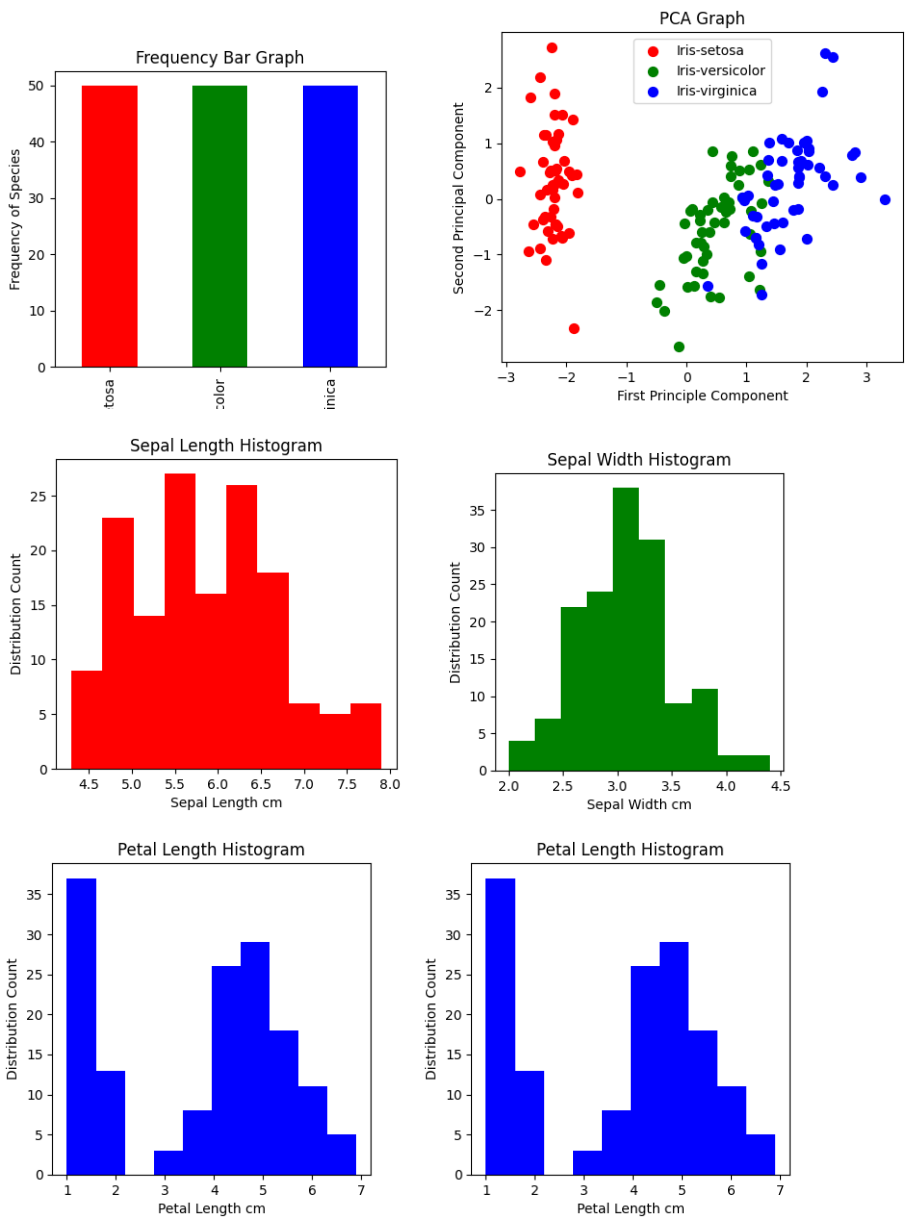 Frequency Bar Graph
Frequency of Species
50
40
30
20
10
0
tosa
color
inica
PCA Graph
Iris-setosa
Iris-versicolor
Iris-virginica
Second Principal Component
2
1
0
−1
−2
−3 −2 −1 0 1 2 3
First Principle Component
Sepal Length Histogram
Distribution Count
25
20
15
10
5
0
4.5 5.0 5.5 6.0 6.5 7.0 7.5 8.0
Sepal Length cm
Sepal Width Histogram
Distribution Count
35
30
25
20
15
10
5
0
2.0 2.5 3.0 3.5 4.0 4.5
Sepal Width cm
Petal Length Histogram
Distribution Count
35
30
25
20
15
10
5
0
1 2 3 4 5 6 7
Petal Length cm
Petal Length Histogram
Distribution Count
35
30
25
20
15
10
5
0
1 2 3 4 5 6 7
Petal Length cm